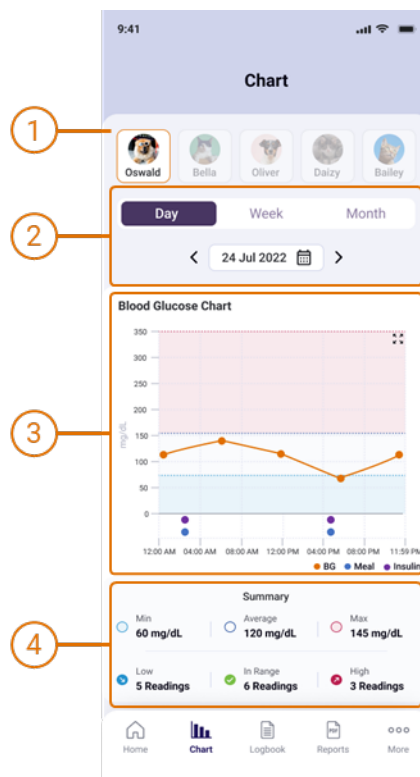 9:41
Chart
1
Oswald Bella Oliver Daizy Bailey
2
Day Week Month
24 Jul 2022
3
Blood Glucose Chart
350
300
250
200
150
100
50
0
mg/dL
12:00 AM 04:00 AM 08:00 AM 12:00 PM 04:00 PM 08:00 PM 11:59 PM
BG Meal Insulin
4
Summary
Min Average Max
60 mg/dL 120 mg/dL 145 mg/dL
Low In Range High
5 Readings 6 Readings 3 Readings
PDF
Home Chart Logbook Reports More